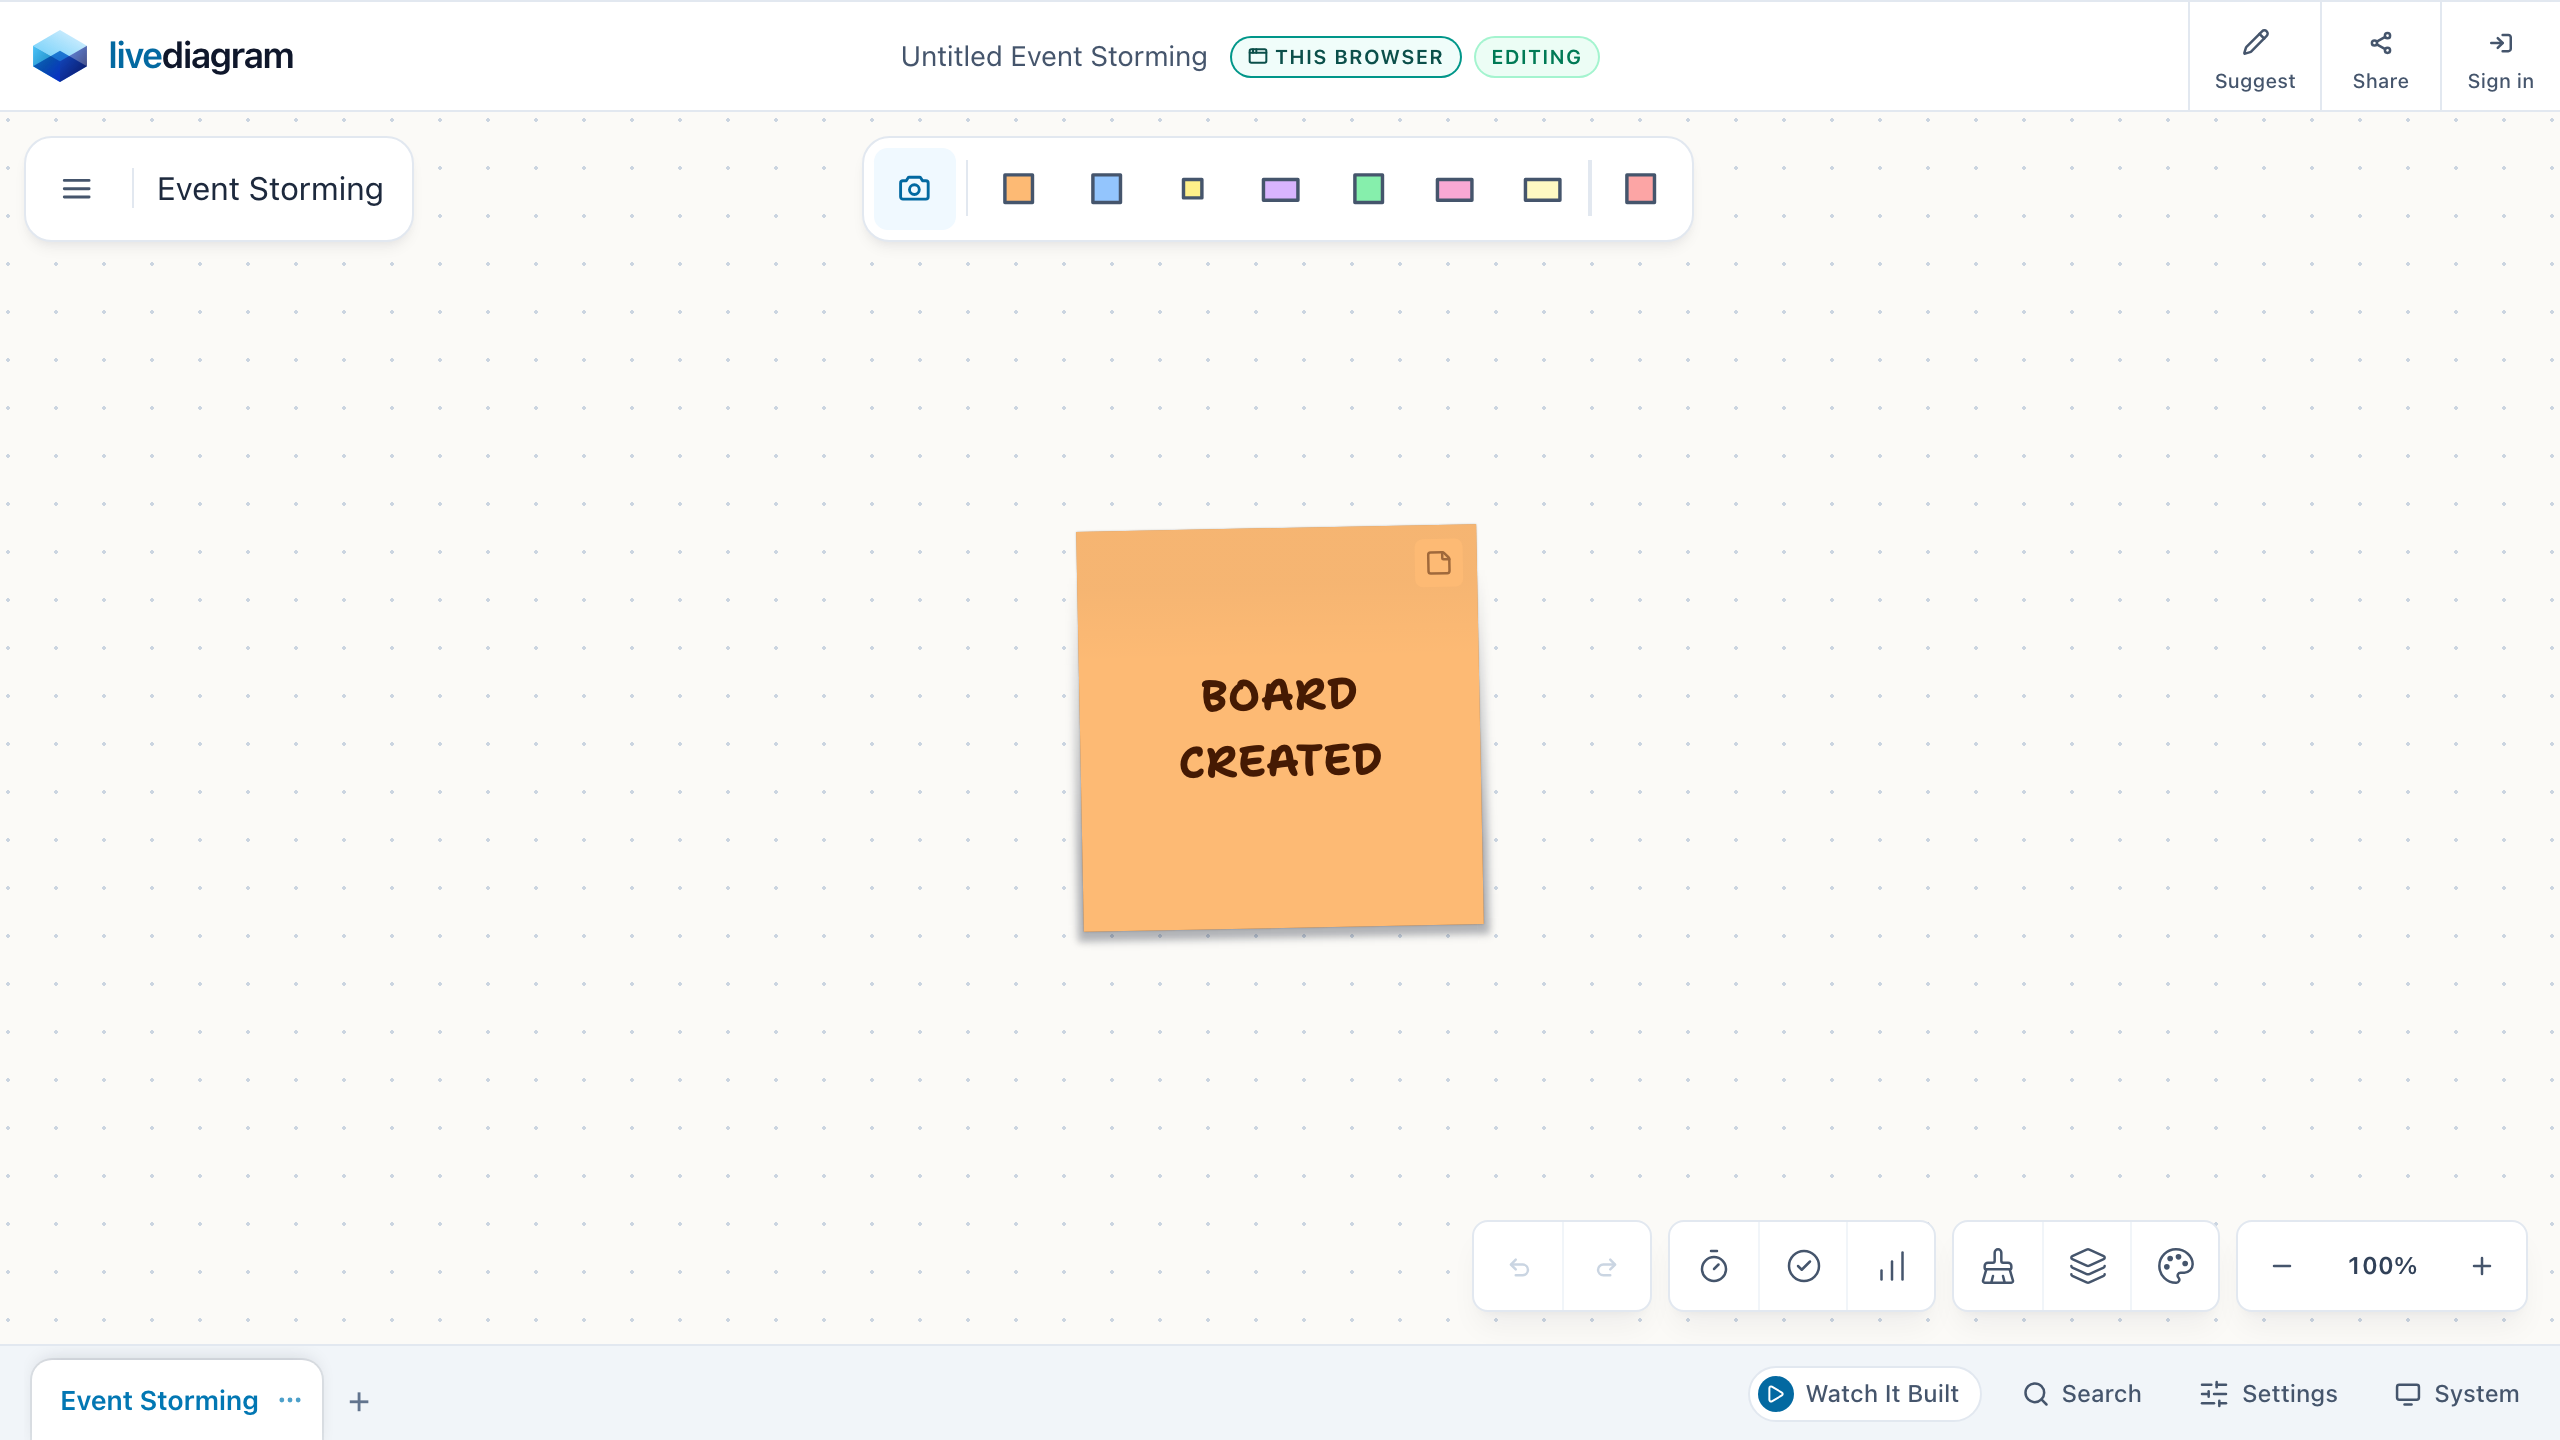 livediagram
Untitled Event Storming
THIS BROWSER
EDITING
Suggest
Share
Sign in
Event Storming
BOARD
CREATED
100%
Event Storming
Watch It Built
Search
Settings
System